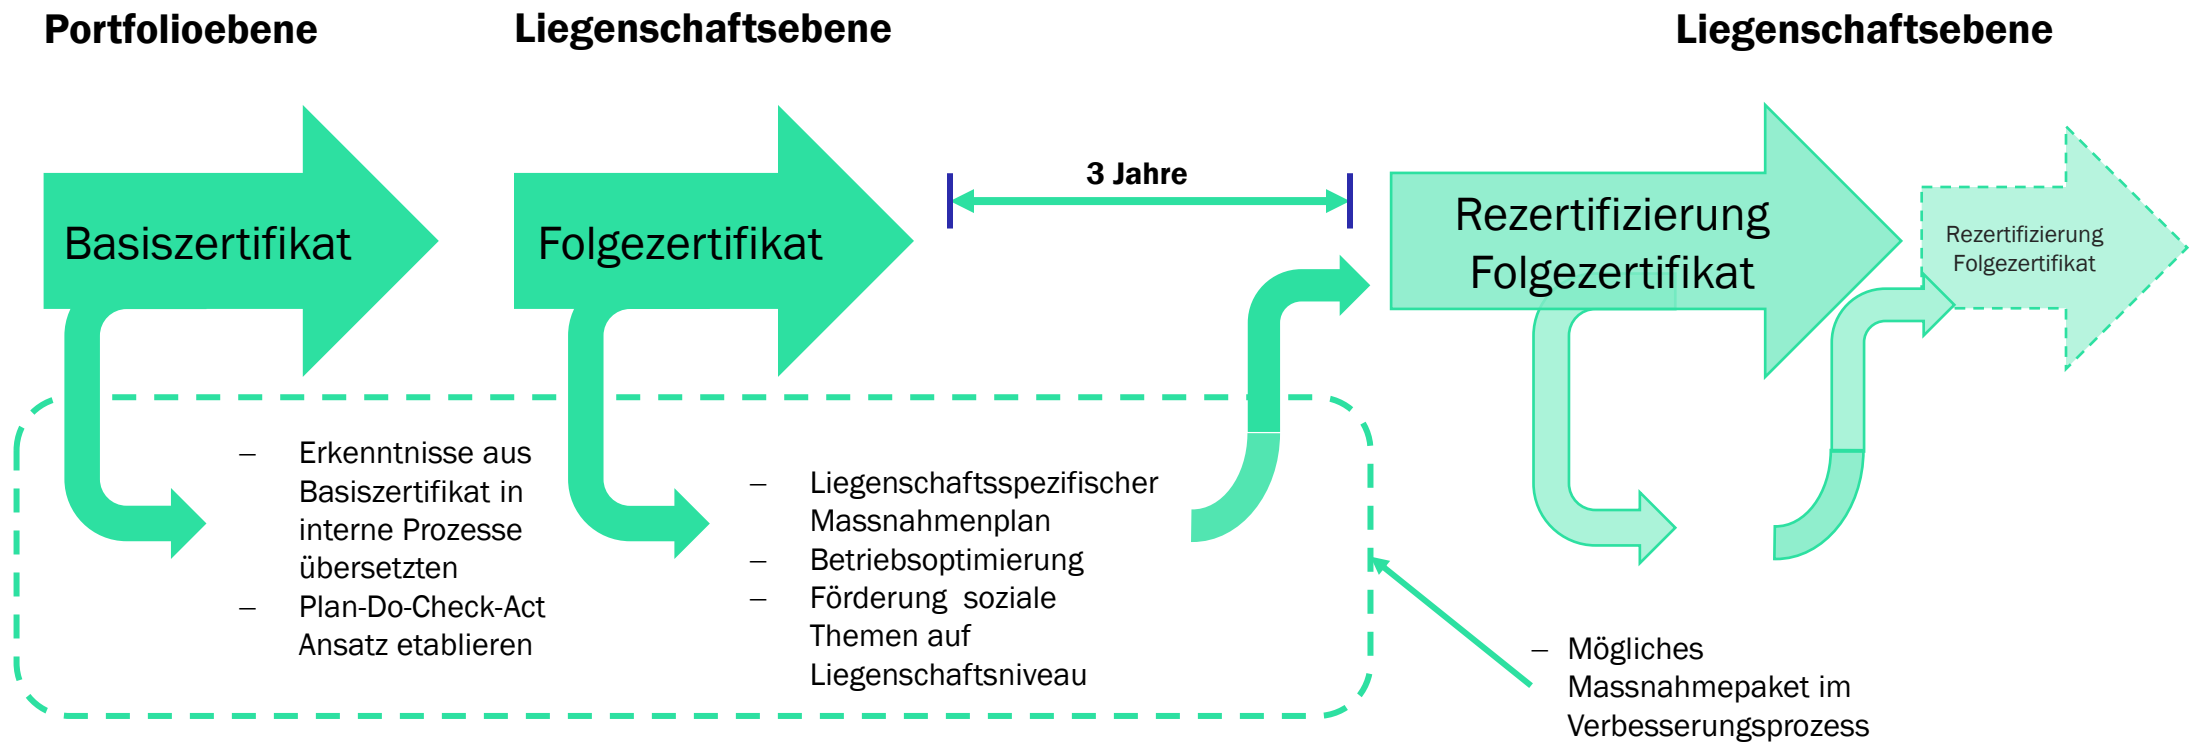 Portfolioebene
Liegenschaftsebene
Liegenschaftsebene
Basiszertifikat
Folgezertifikat
3 Jahre
Rezertifizierung
Folgezertifikat
Rezertifizierung
Folgezertifikat
– Erkenntnisse aus
Basiszertifikat in
interne Prozesse
übersetzten
– Plan-Do-Check-Act
Ansatz etablieren
– Liegenschaftsspezifischer
Massnahmenplan
– Betriebsoptimierung
– Förderung soziale
Themen auf
Liegenschaftsniveau
– Mögliches
Massnahmepaket im
Verbesserungsprozess